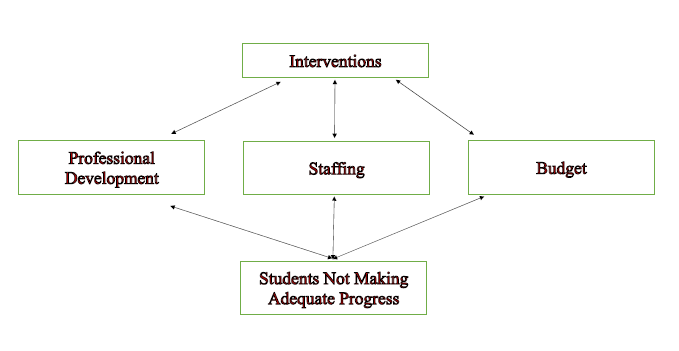 Interventions
Professional
Development
Staffing
Budget
Students Not Making
Adequate Progress